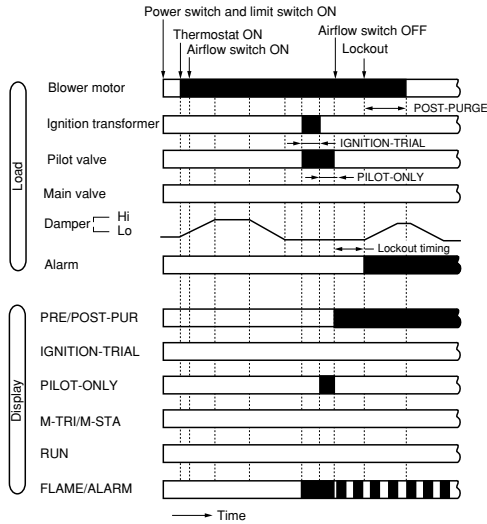 Power switch and limit switch ON
Thermostat ON
Airflow switch OFF
Airflow switch ON
Lockout
Load
Blower motor
POST-PURGE
Ignition transformer
IGNITION-TRIAL
Pilot valve
PILOT-ONLY
Main valve
Damper
Hi
Lo
Lockout timing
Alarm
Display
PRE/POST-PUR
IGNITION-TRIAL
PILOT-ONLY
M-TRI/M-STA
RUN
FLAME/ALARM
Time